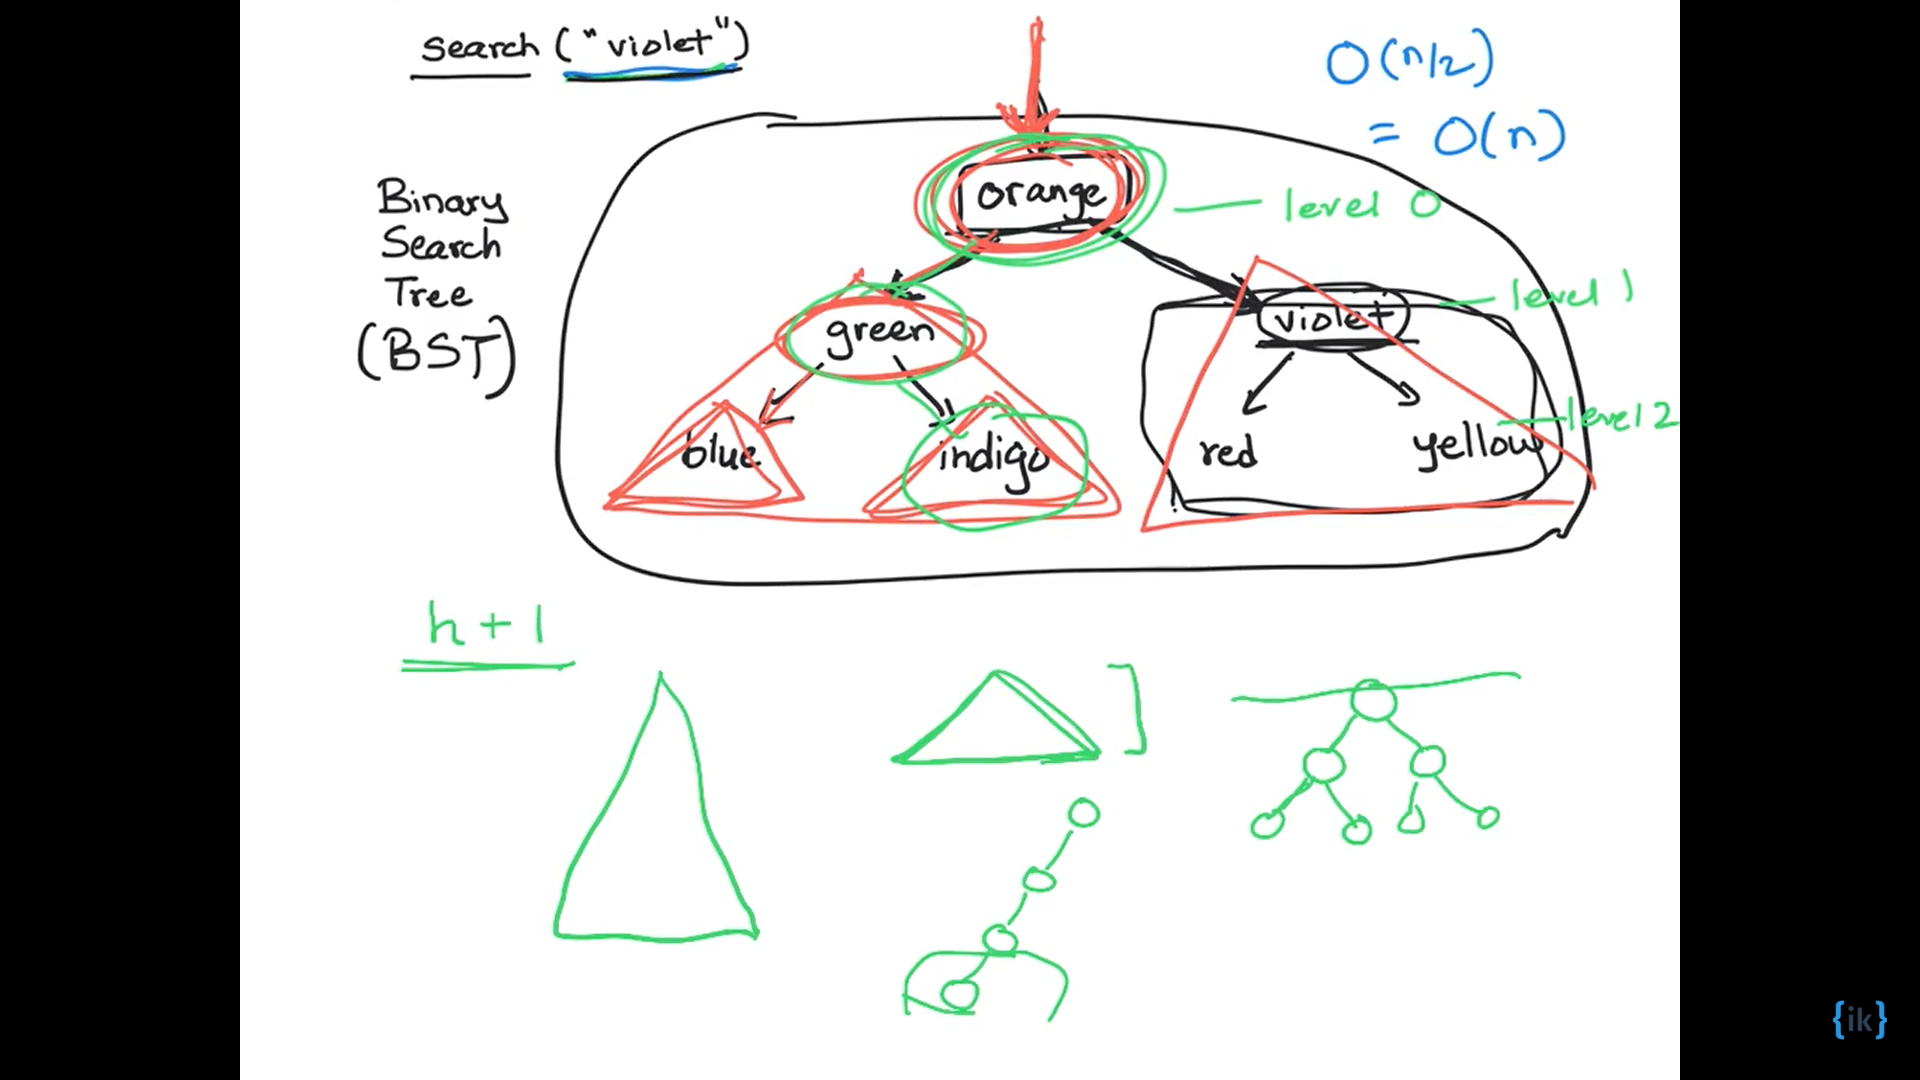 search ("violet")
O(n/2)
= O(n)
Binary
Search
Tree
(BST)
orange
level 0
green
violet
level 1
blue
indigo
red
yellow
level 2
h + 1
{ik}